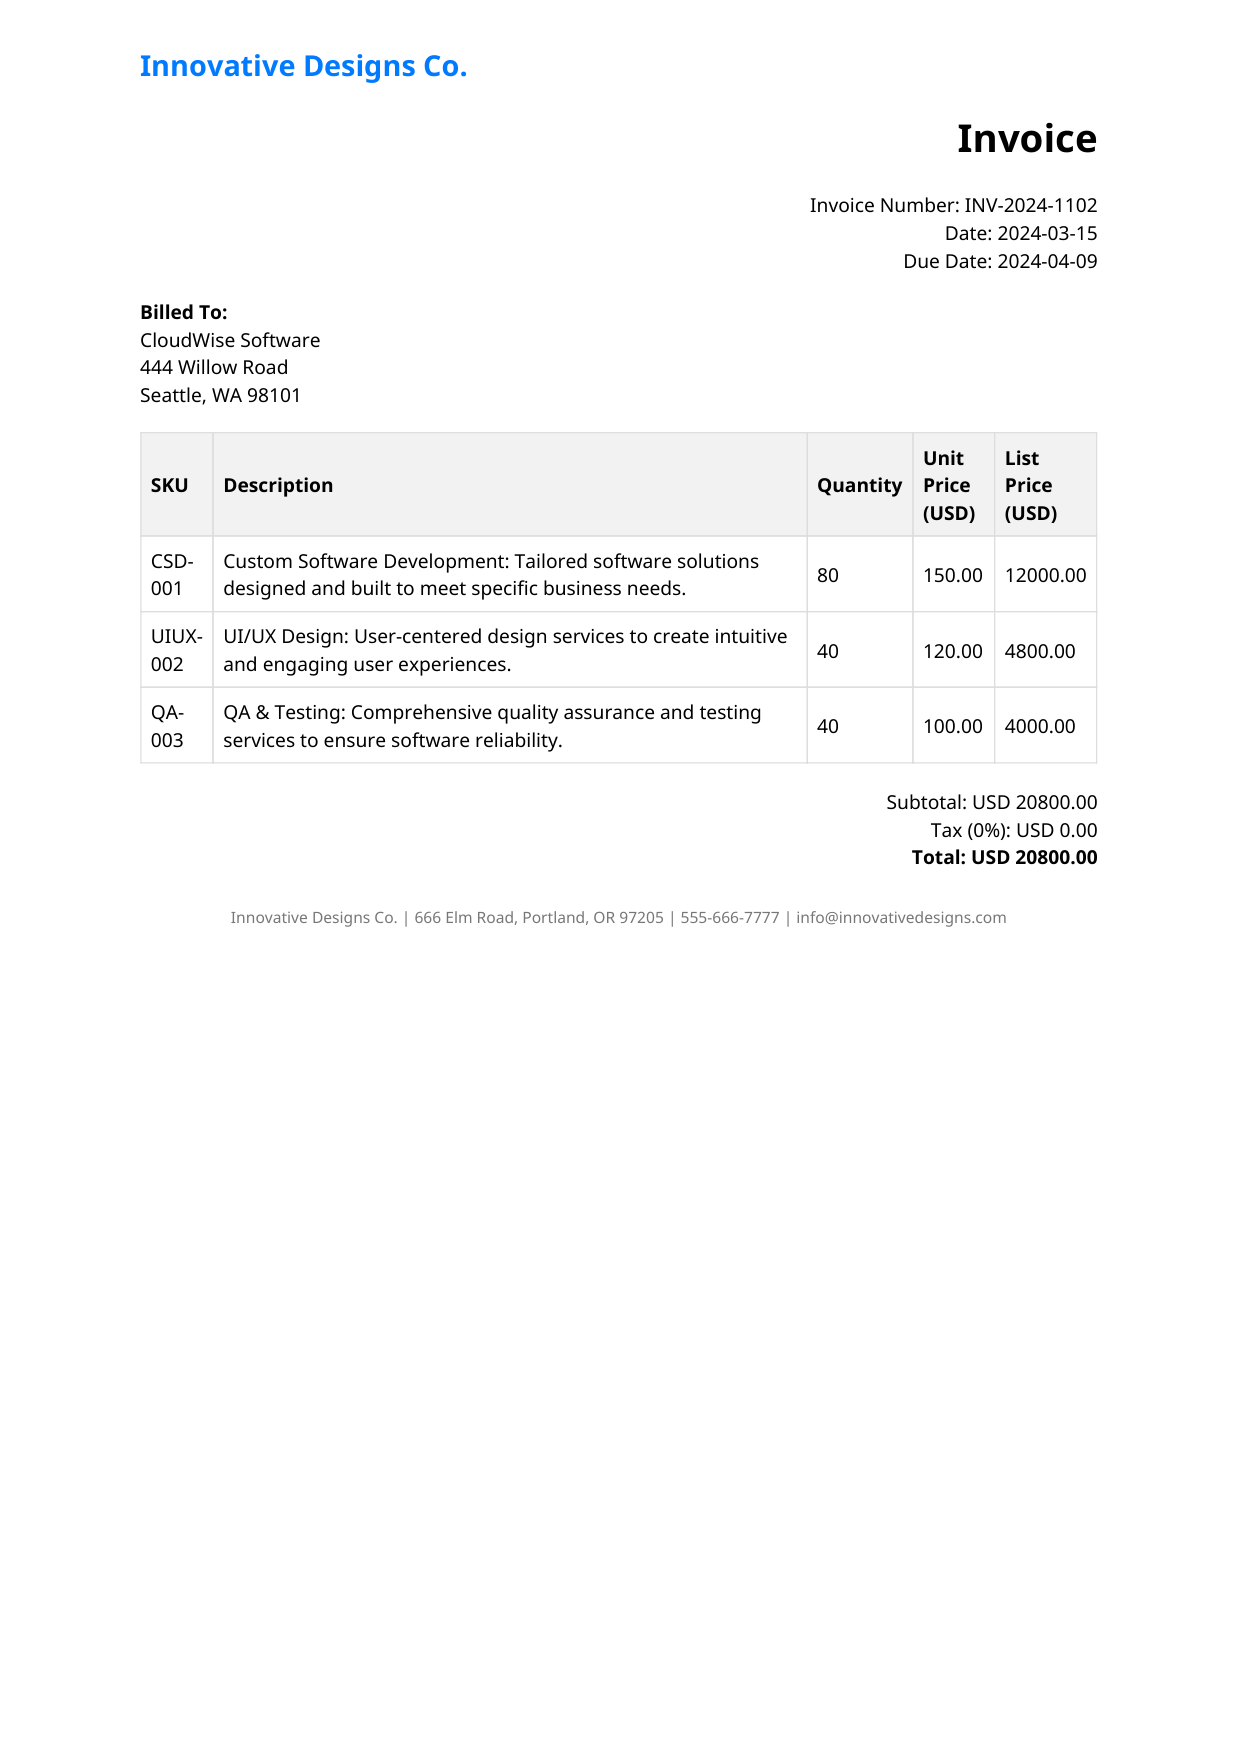 Innovative Designs Co.
Invoice
Invoice Number: INV-2024-1102
Date: 2024-03-15
Due Date: 2024-04-09
Billed To:
CloudWise Software
444 Willow Road
Seattle, WA 98101
SKU Description Quantity Unit Price (USD) List Price (USD)
CSD-001 Custom Software Development: Tailored software solutions designed and built to meet specific business needs. 80 150.00 12000.00
UIUX-002 UI/UX Design: User-centered design services to create intuitive and engaging user experiences. 40 120.00 4800.00
QA-003 QA & Testing: Comprehensive quality assurance and testing services to ensure software reliability. 40 100.00 4000.00
Subtotal: USD 20800.00
Tax (0%): USD 0.00
Total: USD 20800.00
Innovative Designs Co. | 666 Elm Road, Portland, OR 97205 | 555-666-7777 | info@innovativedesigns.com